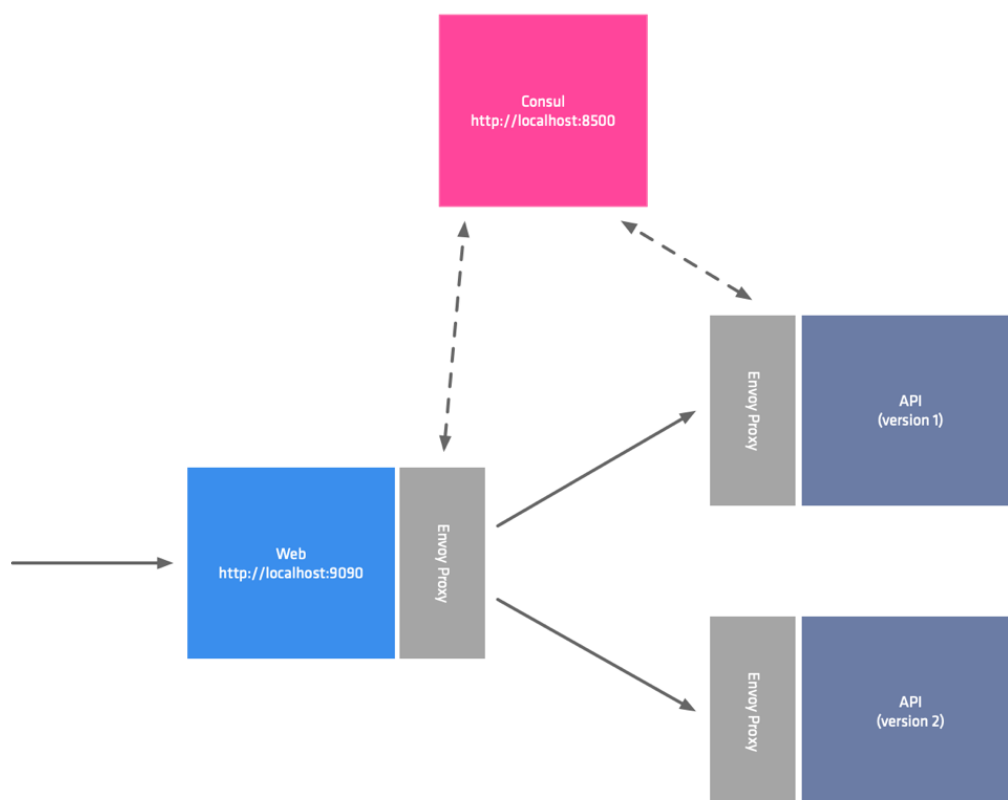 Consul
http://localhost:8500
Envoy Proxy
API
(version 1)
Web
http://localhost:9090
Envoy Proxy
Envoy Proxy
API
(version 2)